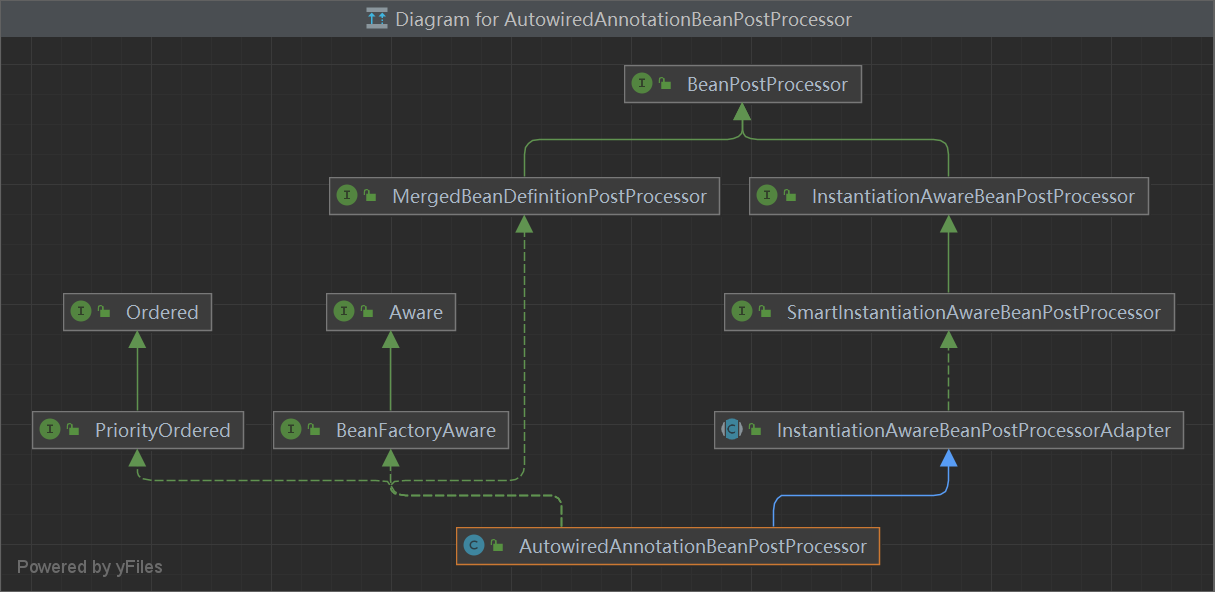 Diagram for AutowiredAnnotationBeanPostProcessor
I BeanPostProcessor
I MergedBeanDefinitionPostProcessor
I InstantiationAwareBeanPostProcessor
I Ordered
I Aware
I SmartInstantiationAwareBeanPostProcessor
I PriorityOrdered
I BeanFactoryAware
C InstantiationAwareBeanPostProcessorAdapter
C AutowiredAnnotationBeanPostProcessor
Powered by yFiles